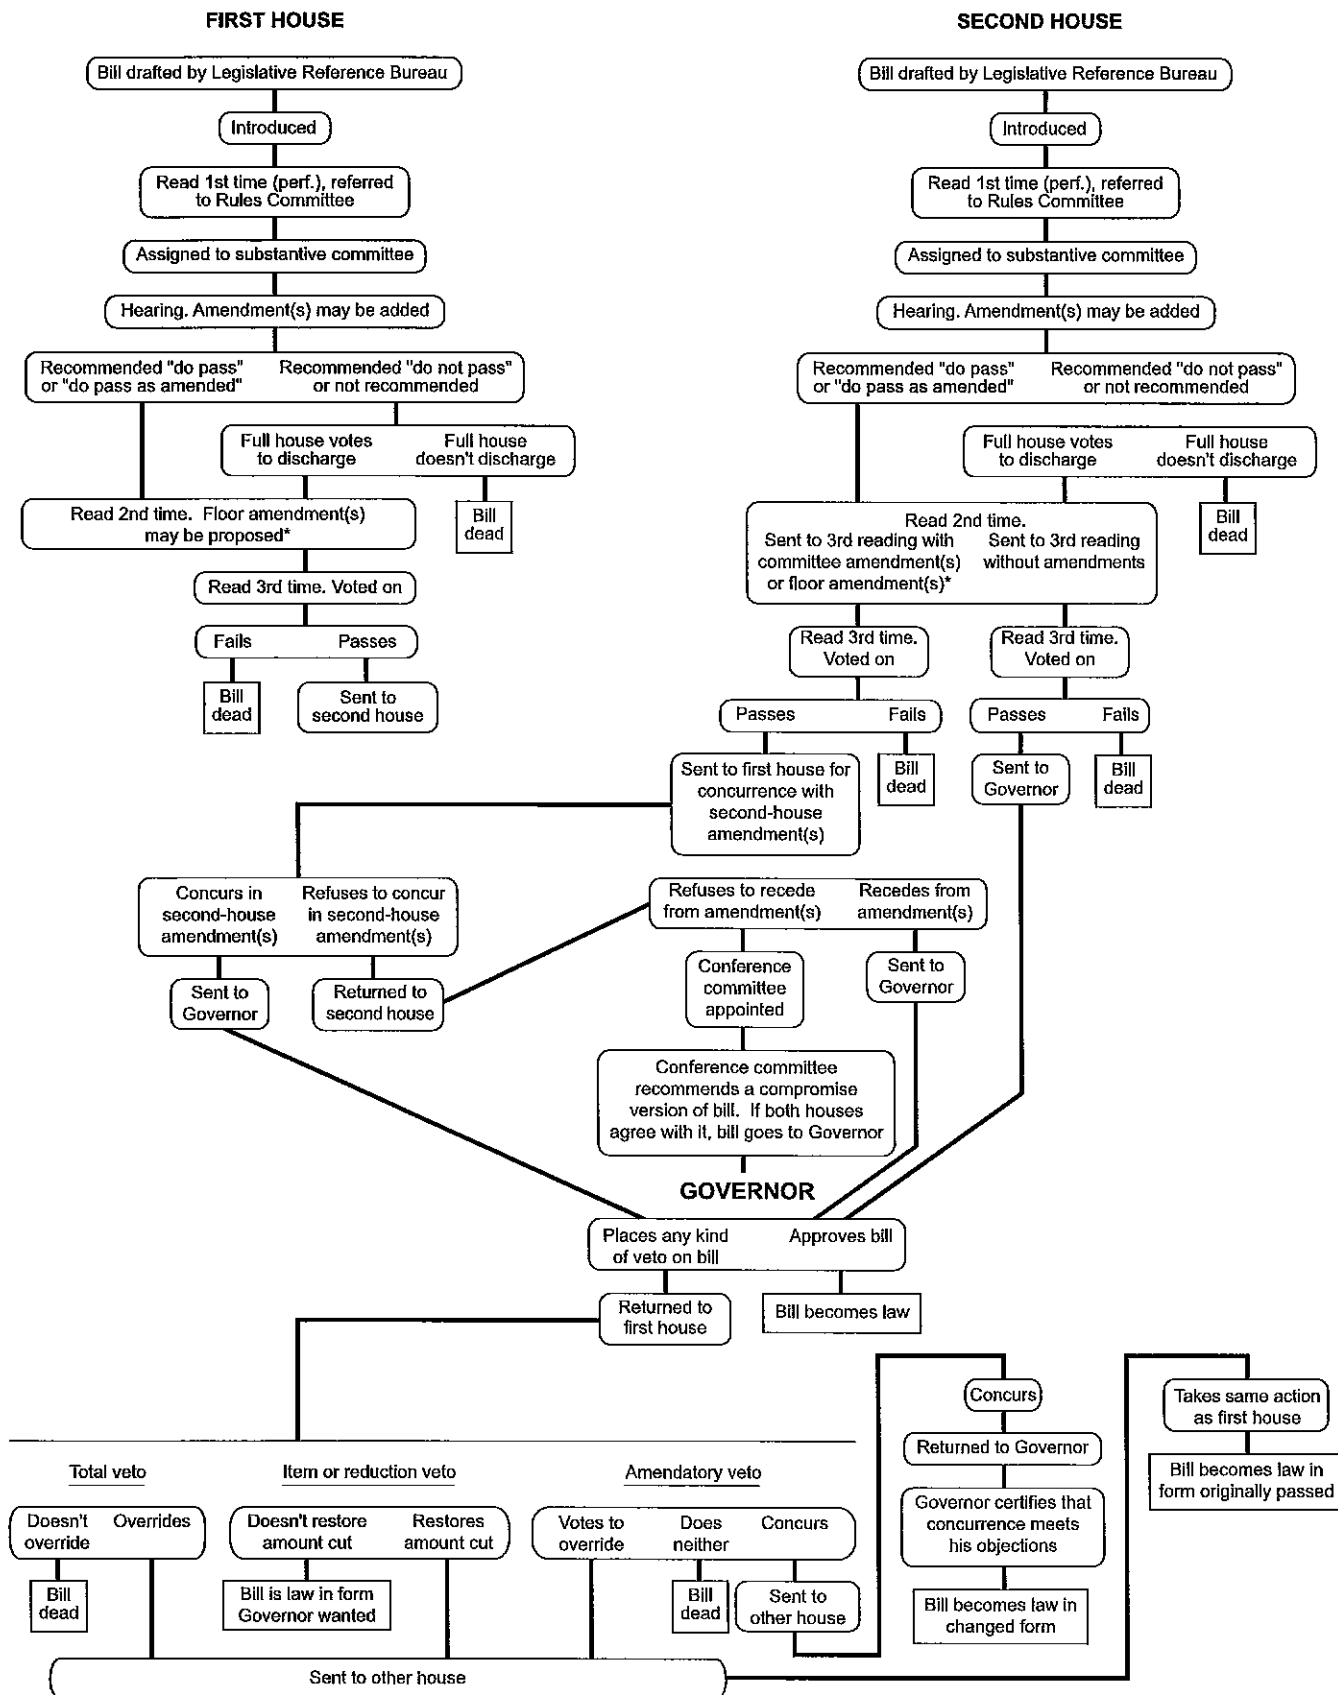 FIRST HOUSE
Bill drafted by Legislative Reference Bureau
Introduced
Read 1st time (perf.), referred
to Rules Committee
Assigned to substantive committee
Hearing. Amendment(s) may be added
Recommended "do pass"
or "do pass as amended"
Recommended "do not pass"
or not recommended
Full house votes
to discharge
Full house
doesn't discharge
Bill
dead
Read 2nd time. Floor amendment(s)
may be proposed*
Read 3rd time. Voted on
Fails
Passes
Bill
dead
Sent to
second house
SECOND HOUSE
Bill drafted by Legislative Reference Bureau
Introduced
Read 1st time (perf.), referred
to Rules Committee
Assigned to substantive committee
Hearing. Amendment(s) may be added
Recommended "do pass"
or "do pass as amended"
Recommended "do not pass"
or not recommended
Full house votes
to discharge
Full house
doesn't discharge
Bill
dead
Read 2nd time.
Sent to 3rd reading with
committee amendment(s)
or floor amendment(s)*
Sent to 3rd reading
without amendments
Read 3rd time.
Voted on
Read 3rd time.
Voted on
Passes
Fails
Passes
Fails
Sent to first house for
concurrence with
second-house
amendment(s)
Bill
dead
Sent to
Governor
Bill
dead
Concurs in
second-house
amendment(s)
Refuses to concur
in second-house
amendment(s)
Sent to
Governor
Returned to
second house
Refuses to recede
from amendment(s)
Recedes from
amendment(s)
Conference
committee
appointed
Sent to
Governor
Conference committee
recommends a compromise
version of bill. If both houses
agree with it, bill goes to Governor
GOVERNOR
Places any kind
of veto on bill
Approves bill
Returned to
first house
Bill becomes law
Total veto
Doesn't
override
Overrides
Bill
dead
Item or reduction veto
Doesn't restore
amount cut
Restores
amount cut
Bill is law in form
Governor wanted
Amendatory veto
Votes to
override
Does
neither
Concurs
Bill
dead
Sent to
other house
Sent to other house
Concurs
Returned to Governor
Governor certifies that
concurrence meets
his objections
Bill becomes law in
changed form
Takes same action
as first house
Bill becomes law in
form originally passed